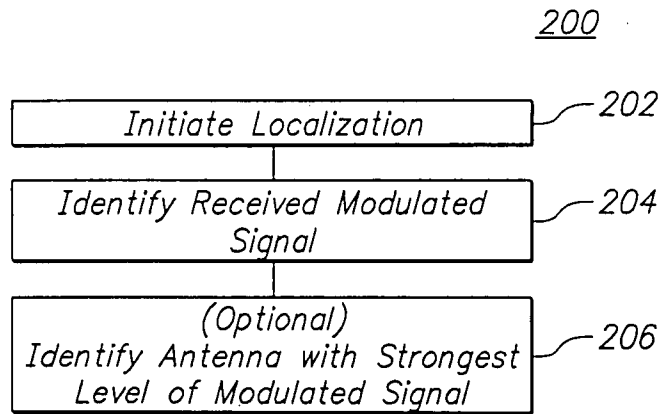 200
Initiate Localization
202
Identify Received Modulated
Signal
204
(Optional)
Identify Antenna with Strongest
Level of Modulated Signal
206